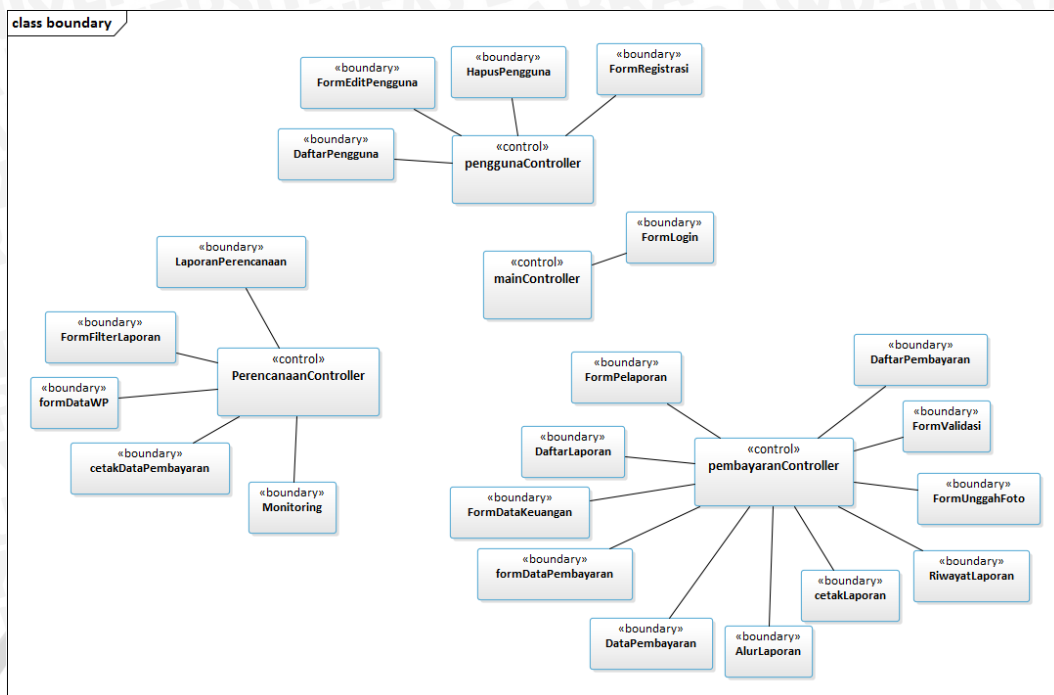 class boundary
«boundary»
FormEditPengguna
«boundary»
HapusPengguna
«boundary»
FormRegistrasi
«boundary»
DaftarPengguna
«control»
penggunaController
«boundary»
FormLogin
«control»
mainController
«boundary»
LaporanPerencanaan
«boundary»
FormFilterLaporan
«control»
PerencanaanController
«boundary»
formDataWP
«boundary»
cetakDataPembayaran
«boundary»
Monitoring
«boundary»
FormPelaporan
«boundary»
DaftarPembayaran
«boundary»
DaftarLaporan
«control»
pembayaranController
«boundary»
FormValidasi
«boundary»
FormDataKeuangan
«boundary»
FormUnggahFoto
«boundary»
formDataPembayaran
«boundary»
RiwayatLaporan
«boundary»
cetakLaporan
«boundary»
DataPembayaran
«boundary»
AlurLaporan